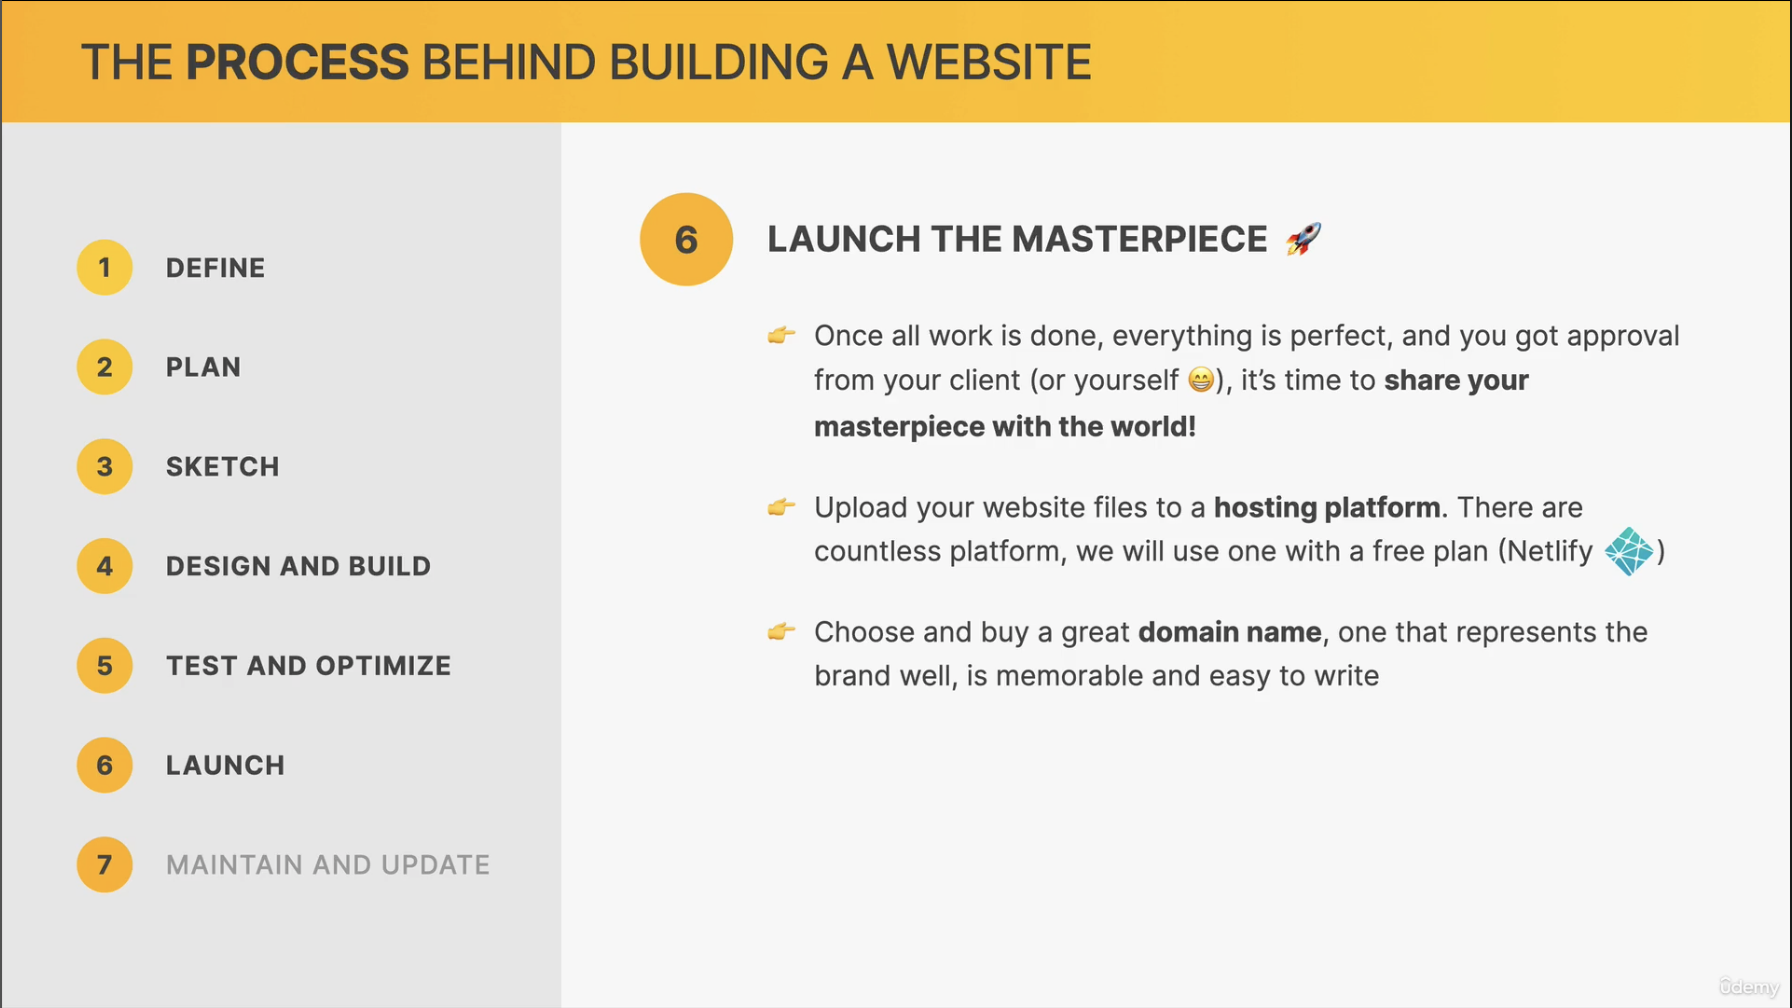 THE PROCESS BEHIND BUILDING A WEBSITE
1 DEFINE
2 PLAN
3 SKETCH
4 DESIGN AND BUILD
5 TEST AND OPTIMIZE
6 LAUNCH
7 MAINTAIN AND UPDATE
6 LAUNCH THE MASTERPIECE 🚀
👉 Once all work is done, everything is perfect, and you got approval
from your client (or yourself 😁), it’s time to share your
masterpiece with the world!
👉 Upload your website files to a hosting platform. There are
countless platform, we will use one with a free plan (Netlify )
👉 Choose and buy a great domain name, one that represents the
brand well, is memorable and easy to write
ûdemy